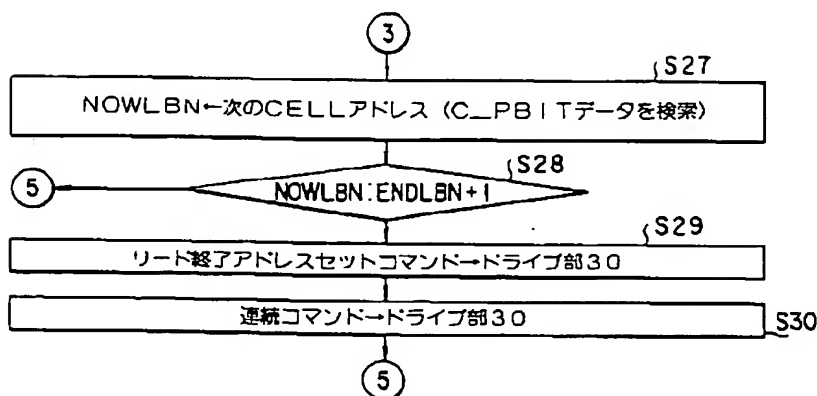 3
S27
NOWLBN←次のCELLアドレス（C_PBITデータを検索）
S28
5
NOWLBN:ENDLBN+1
S29
リード終了アドレスセットコマンド→ドライブ部30
連続コマンド→ドライブ部30
S30
5